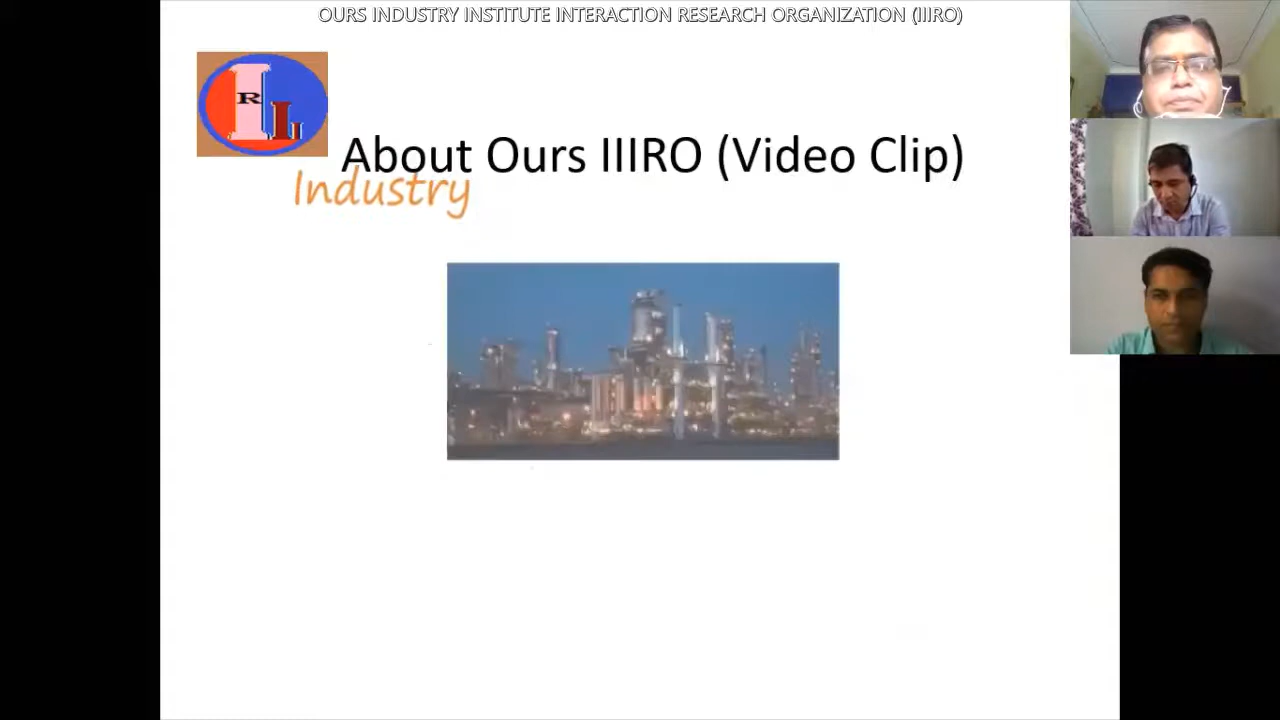 OURS INDUSTRY INSTITUTE INTERACTION RESEARCH ORGANIZATION (IIIRO)
I R L I
About Ours IIIRO (Video Clip)
Industry